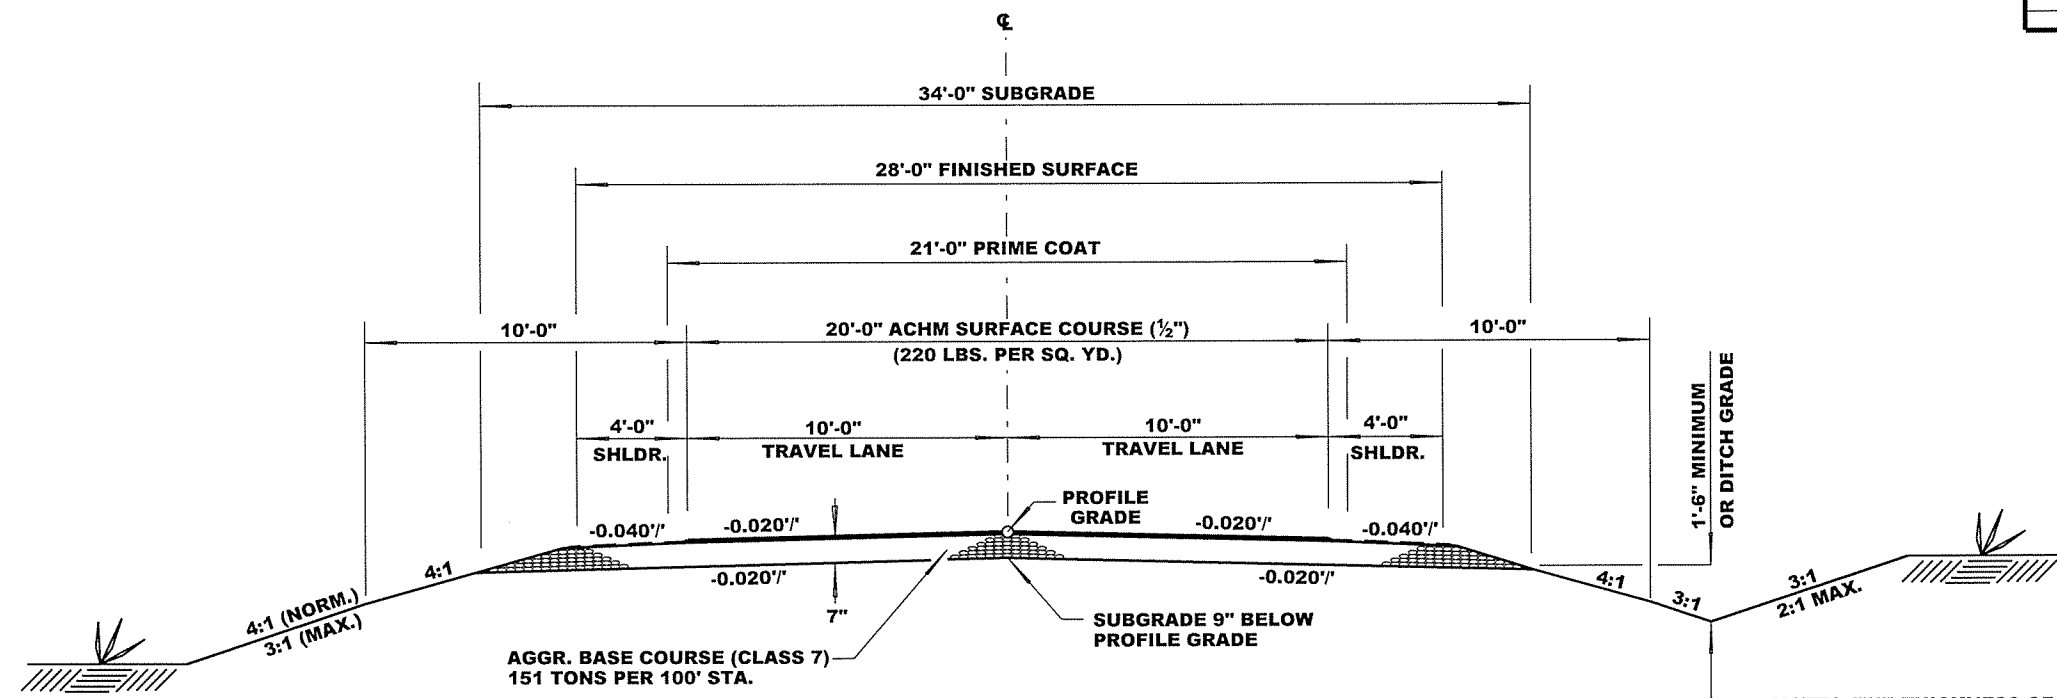 ℄
34'-0" SUBGRADE
28'-0" FINISHED SURFACE
21'-0" PRIME COAT
10'-0"
20'-0" ACHM SURFACE COURSE (½")
(220 LBS. PER SQ. YD.)
10'-0"
4'-0"
SHLDR.
10'-0"
TRAVEL LANE
10'-0"
TRAVEL LANE
4'-0"
SHLDR.
1'-6" MINIMUM
OR DITCH GRADE
PROFILE
GRADE
-0.040'/'
-0.020'/'
-0.020'/'
-0.040'/'
4:1
-0.020'/'
-0.020'/'
4:1
3:1
3:1
2:1 MAX.
4:1 (NORM.)
3:1 (MAX.)
7"
SUBGRADE 9" BELOW
PROFILE GRADE
AGGR. BASE COURSE (CLASS 7)
151 TONS PER 100' STA.